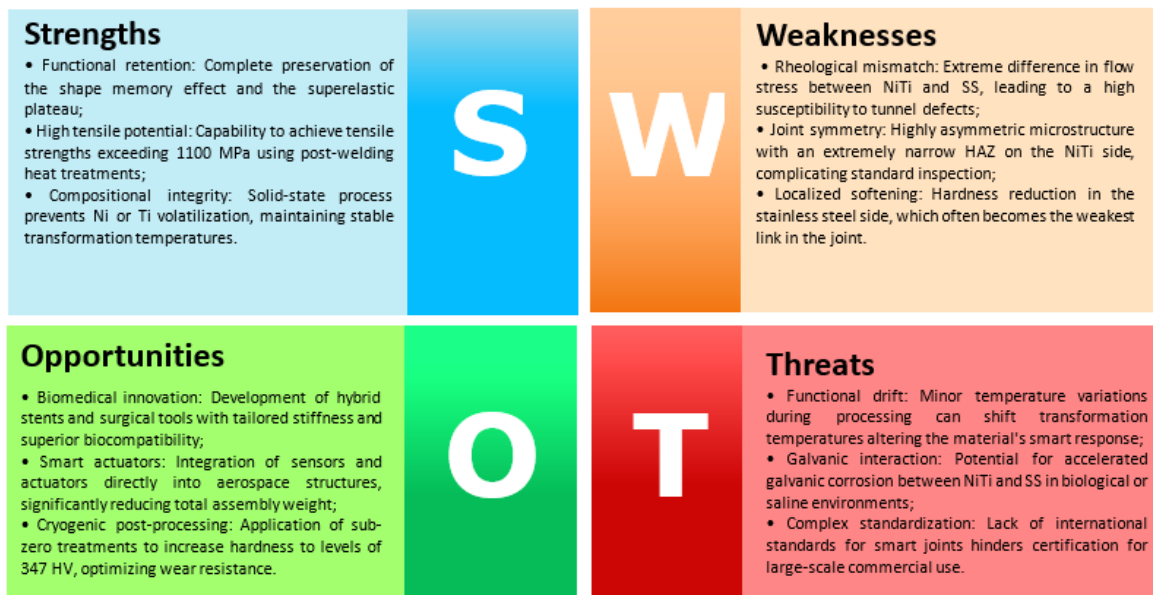 Strengths
• Functional retention: Complete preservation of
the shape memory effect and the superelastic
plateau;
• High tensile potential: Capability to achieve tensile
strengths exceeding 1100 MPa using post-welding
heat treatments;
• Compositional integrity: Solid-state process
prevents Ni or Ti volatilization, maintaining stable
transformation temperatures.
S
W
Weaknesses
• Rheological mismatch: Extreme difference in flow
stress between NiTi and SS, leading to a high
susceptibility to tunnel defects;
• Joint symmetry: Highly asymmetric microstructure
with an extremely narrow HAZ on the NiTi side,
complicating standard inspection;
• Localized softening: Hardness reduction in the
stainless steel side, which often becomes the weakest
link in the joint.
Opportunities
• Biomedical innovation: Development of hybrid
stents and surgical tools with tailored stiffness and
superior biocompatibility;
• Smart actuators: Integration of sensors and
actuators directly into aerospace structures,
significantly reducing total assembly weight;
• Cryogenic post-processing: Application of sub-
zero treatments to increase hardness to levels of
347 HV, optimizing wear resistance.
O
T
Threats
• Functional drift: Minor temperature variations
during processing can shift transformation
temperatures altering the material's smart response;
• Galvanic interaction: Potential for accelerated
galvanic corrosion between NiTi and SS in biological or
saline environments;
• Complex standardization: Lack of international
standards for smart joints hinders certification for
large-scale commercial use.